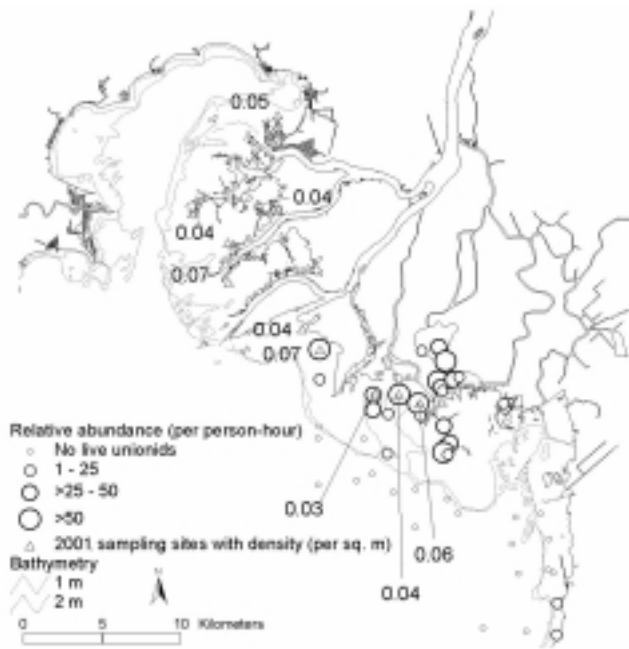 0.05
0.04
0.04
0.07
0.04
0.07
Relative abundance (per person-hour)
No live unionids
1 - 25
>25 - 50
>50
2001 sampling sites with density (per sq. m)
0.03
0.06
0.04
Bathymetry
1 m
2 m
N
0 5 10 Kilometers